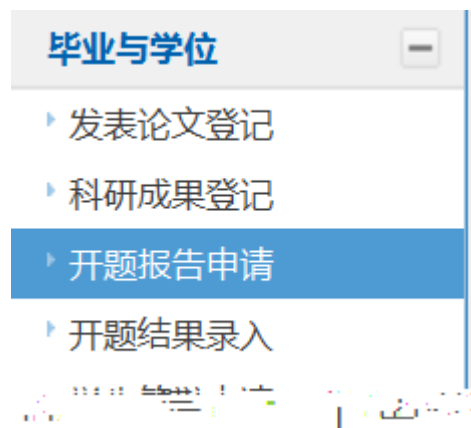 毕业与学位
发表论文登记
科研成果登记
开题报告申请
开题结果录入